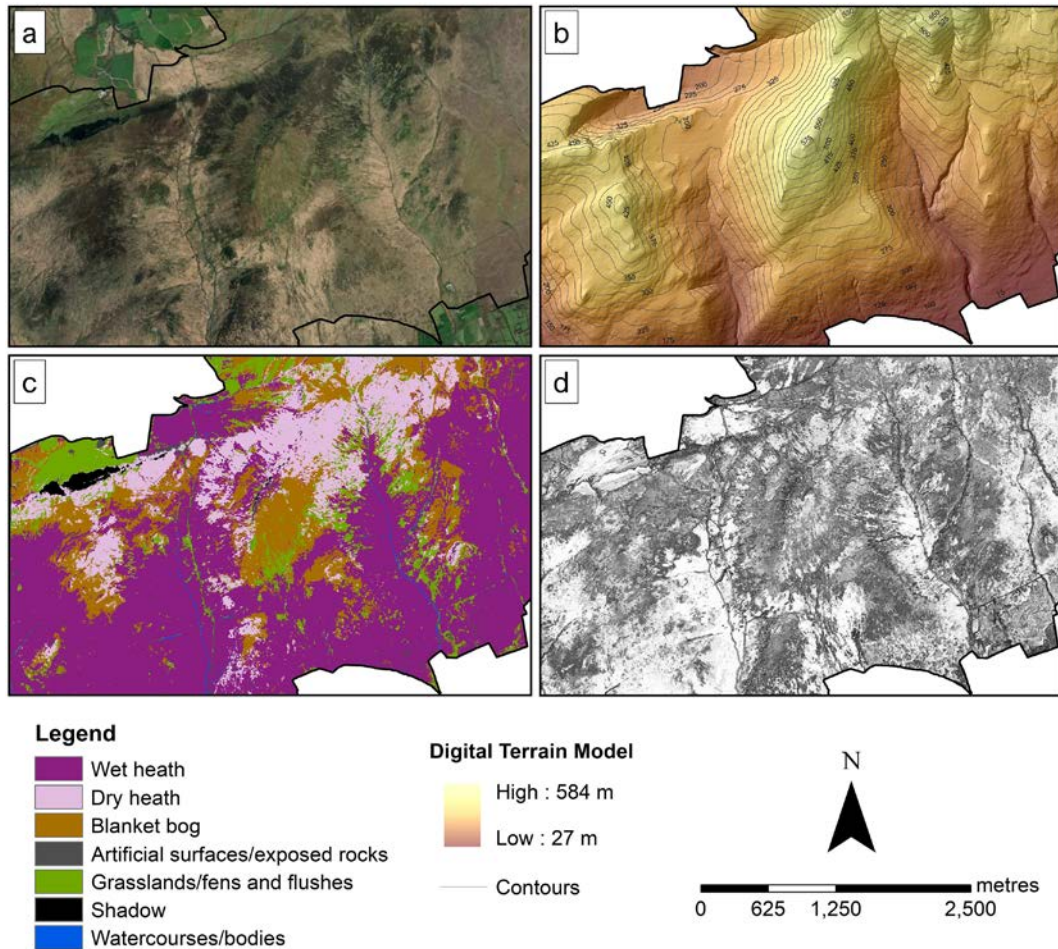 a
b
c
d
Legend
Wet heath
Dry heath
Blanket bog
Artificial surfaces/exposed rocks
Grasslands/fens and flushes
Shadow
Watercourses/bodies
Digital Terrain Model
High : 584 m
Low : 27 m
Contours
N
metres
0 625 1,250 2,500